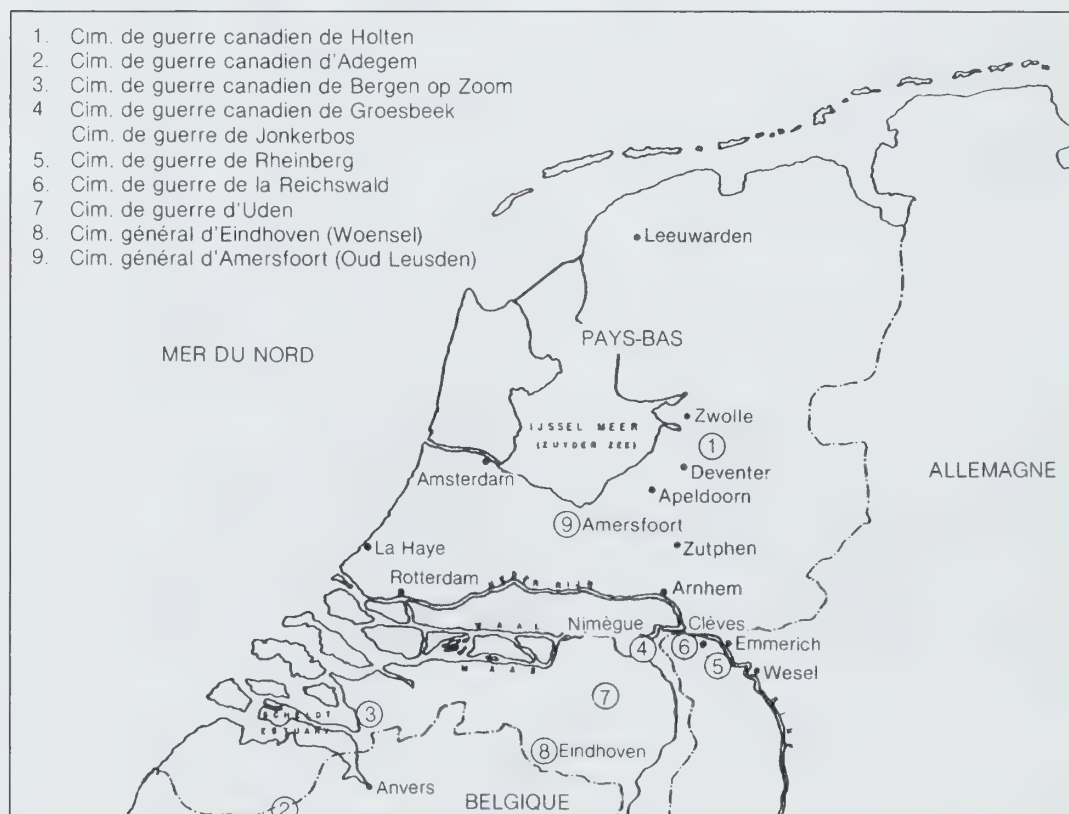 1. Cim. de guerre canadien de Holten
2. Cim. de guerre canadien d'Adegem
3. Cim. de guerre canadien de Bergen op Zoom
4 Cim. de guerre canadien de Groesbeek
Cim. de guerre de Jonkerbos
5. Cim. de guerre de Rheinberg
6. Cim. de guerre de la Reichswald
7 Cim. de guerre d'Uden
8. Cim. général d'Eindhoven (Woensel)
9. Cim. général d'Amersfoort (Oud Leusden)
Leeuwarden
PAYS-BAS
MER DU NORD
Zwolle
IJSSEL MEER
(ZUYDER ZEE)
1
Deventer
ALLEMAGNE
Amsterdam
Apeldoorn
9 Amersfoort
La Haye
Zutphen
Rotterdam
NEDER RIJN
Arnhem
WAAL
Nimègue
Clèves
4
6
Emmerich
5
Wesel
MAAS
7
3
SCHELDT
ESTUARY
8 Eindhoven
Anvers
BELGIQUE
2